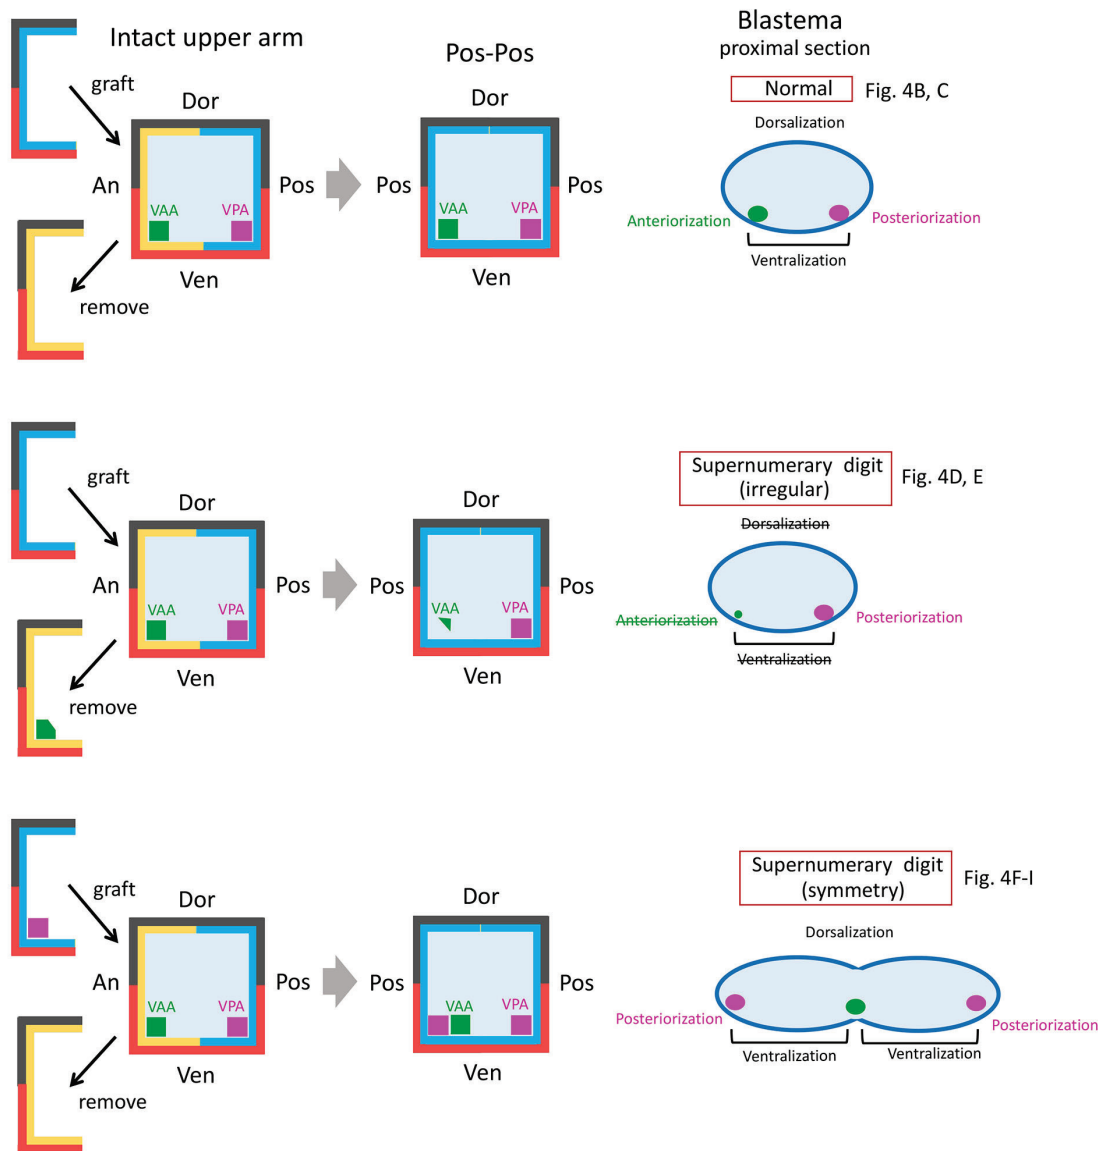 Intact upper arm
Pos-Pos
Blastema
proximal section
graft
Dor
An
Pos
VAA
VPA
Ven
remove
Dor
Pos
Pos
VAA
VPA
Ven
Normal
Fig. 4B, C
Dorsalization
Anteriorization
Posteriorization
Ventralization
graft
Dor
An
Pos
VAA
VPA
Ven
remove
Dor
Pos
Pos
VAA
VPA
Ven
Supernumerary digit
(irregular)
Fig. 4D, E
Dorsalization
Anteriorization
Posteriorization
Ventralization
graft
Dor
An
Pos
VAA
VPA
Ven
remove
Dor
Pos
Pos
VAA
VPA
Ven
Supernumerary digit
(symmetry)
Fig. 4F-I
Dorsalization
Posteriorization
Posteriorization
Ventralization
Ventralization